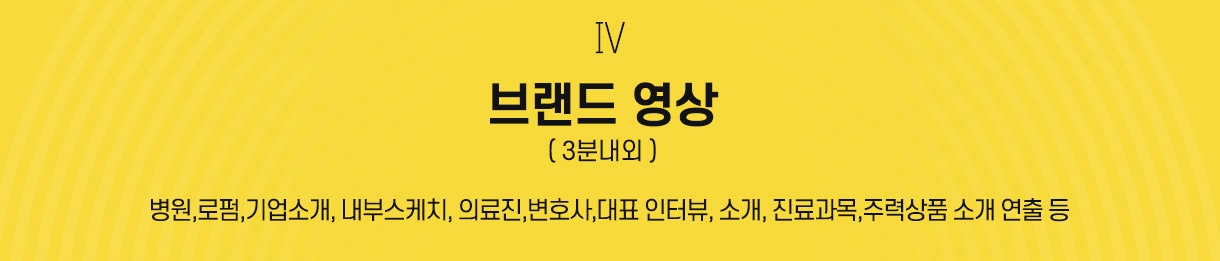 IV
브랜드 영상
( 3분내외 )
병원,로펌,기업소개, 내부스케치, 의료진,변호사,대표 인터뷰, 소개, 진료과목,주력상품 소개 연출 등